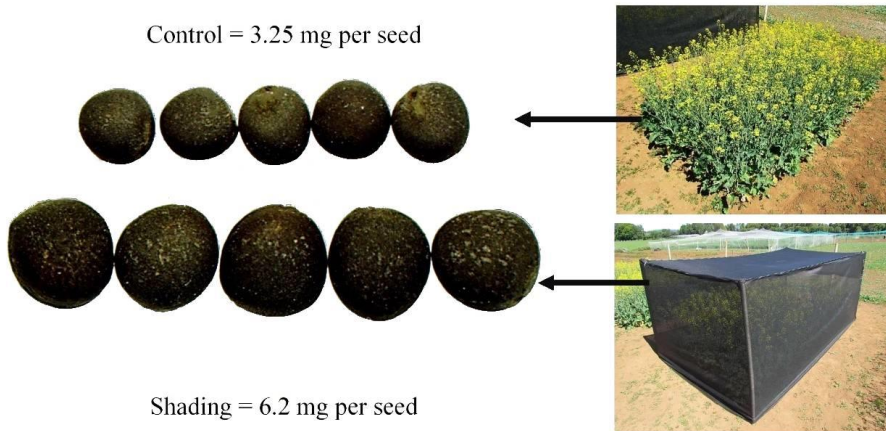 Control = 3.25 mg per seed
Shading = 6.2 mg per seed